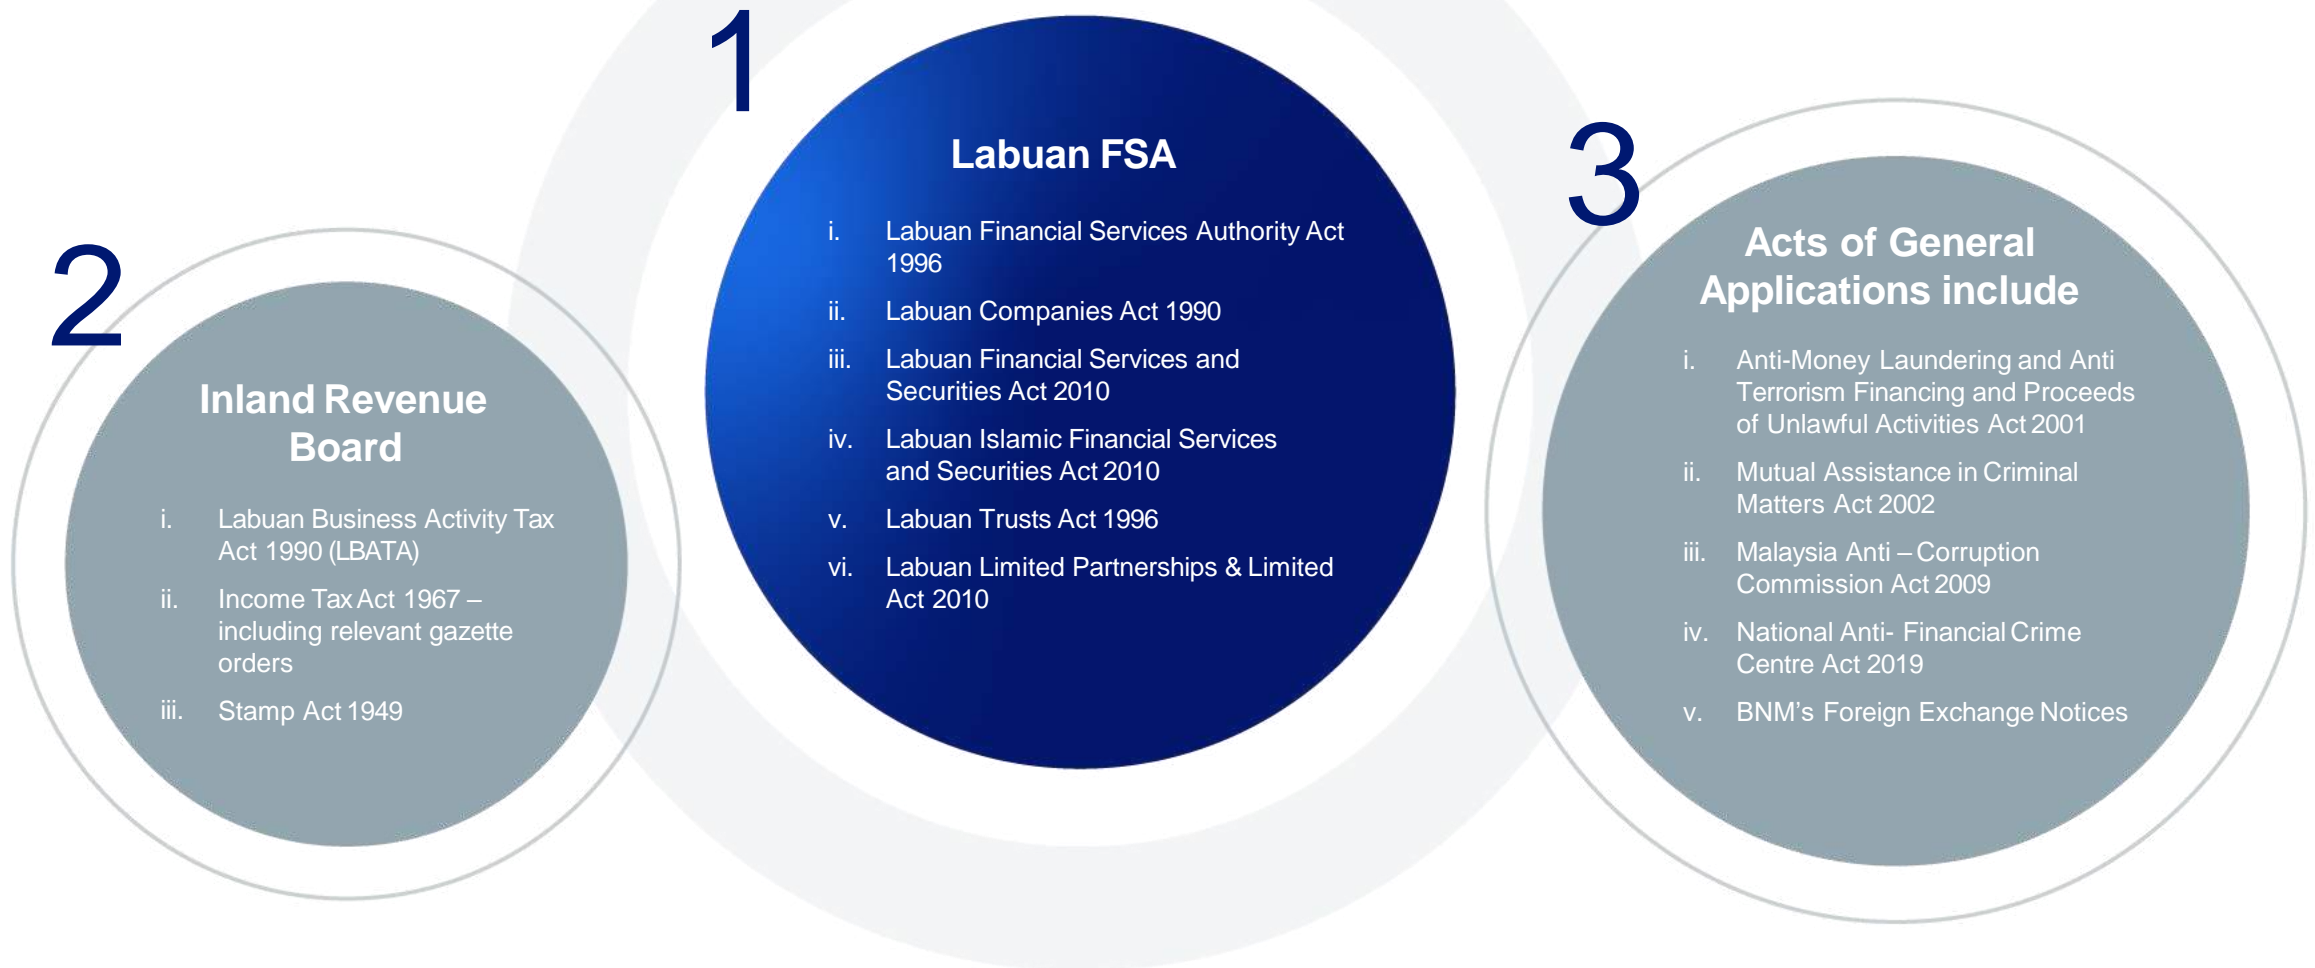 1
Labuan FSA
i. Labuan Financial Services Authority Act
1996
ii. Labuan Companies Act 1990
iii. Labuan Financial Services and
Securities Act 2010
iv. Labuan Islamic Financial Services
and Securities Act 2010
v. Labuan Trusts Act 1996
vi. Labuan Limited Partnerships & Limited
Act 2010
2
Inland Revenue
Board
i. Labuan Business Activity Tax
Act 1990 (LBATA)
ii. Income Tax Act 1967 –
including relevant gazette
orders
iii. Stamp Act 1949
3
Acts of General
Applications include
i. Anti-Money Laundering and Anti
Terrorism Financing and Proceeds
of Unlawful Activities Act 2001
ii. Mutual Assistance in Criminal
Matters Act 2002
iii. Malaysia Anti – Corruption
Commission Act 2009
iv. National Anti- Financial Crime
Centre Act 2019
v. BNM’s Foreign Exchange Notices